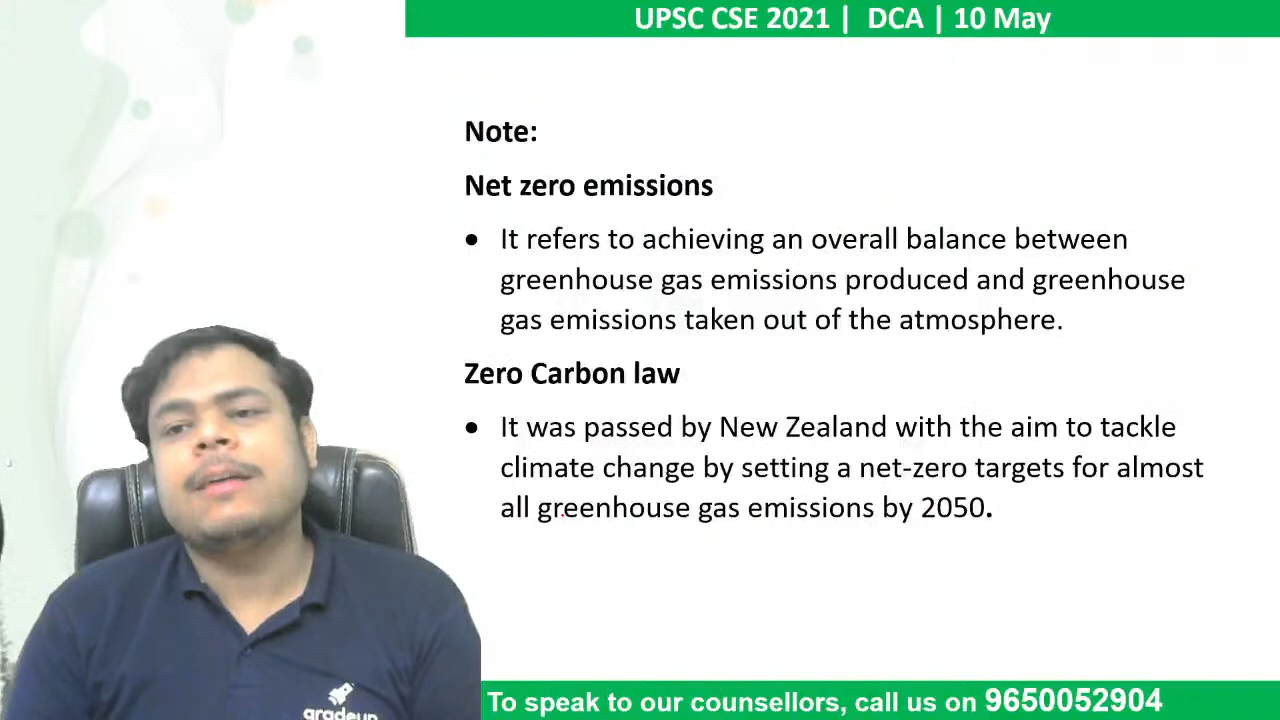 UPSC CSE 2021 | DCA | 10 May
Note:
Net zero emissions
• It refers to achieving an overall balance between
greenhouse gas emissions produced and greenhouse
gas emissions taken out of the atmosphere.
Zero Carbon law
• It was passed by New Zealand with the aim to tackle
climate change by setting a net-zero targets for almost
all greenhouse gas emissions by 2050.
gradeup
To speak to our counsellors, call us on 9650052904